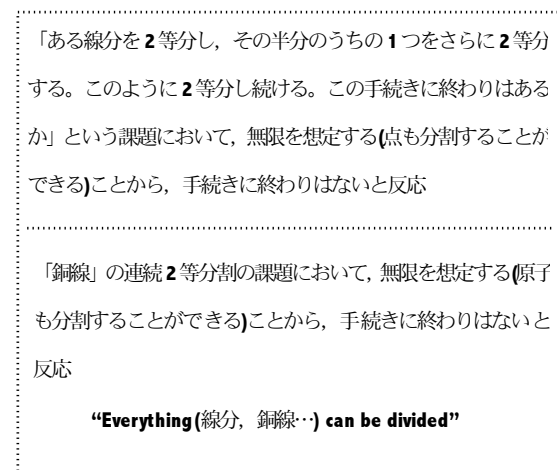 「ある線分を2等分し，その半分のうちの1つをさらに2等分
する。このように2等分し続ける。この手続きに終わりはある
か」という課題において，無限を想定する(点も分割することが
できる)ことから，手続きに終わりはないと反応
「銅線」の連続2等分割の課題において，無限を想定する(原子
も分割することができる)ことから，手続きに終わりはないと
反応
“Everything(線分，銅線…) can be divided”